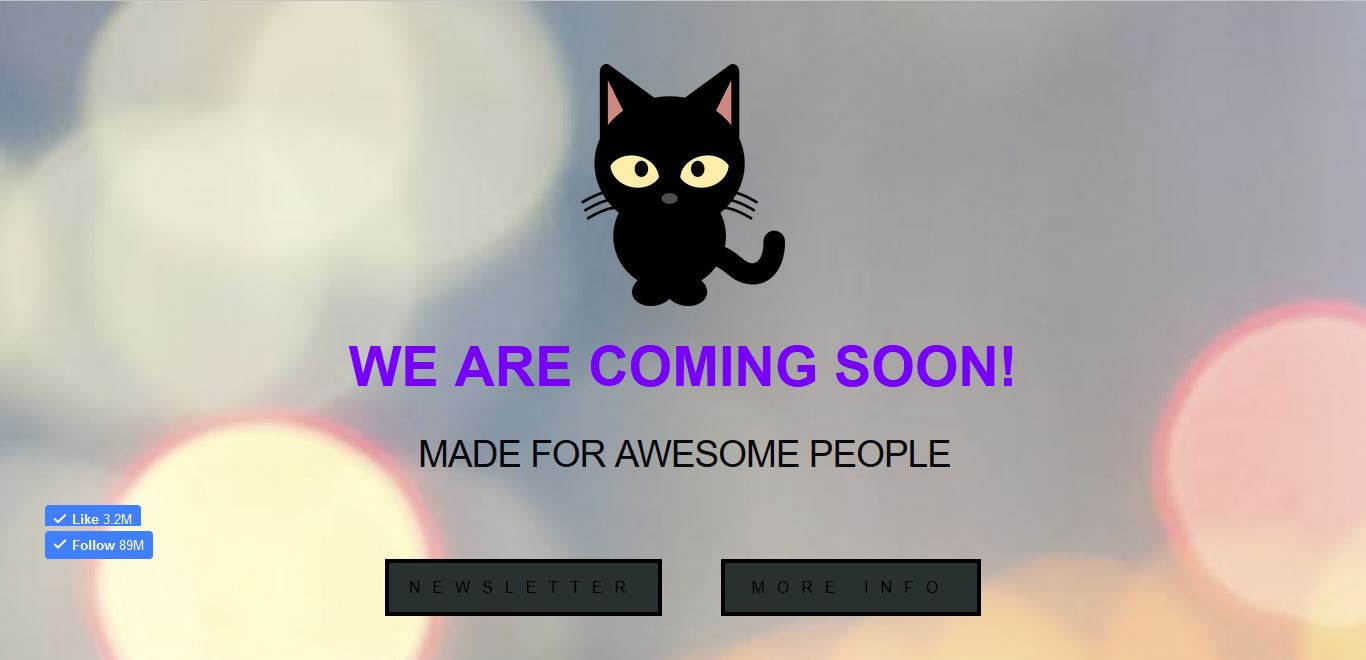 WE ARE COMING SOON!
MADE FOR AWESOME PEOPLE
Like 3.2M
Follow 89M
NEWSLETTER
MORE INFO